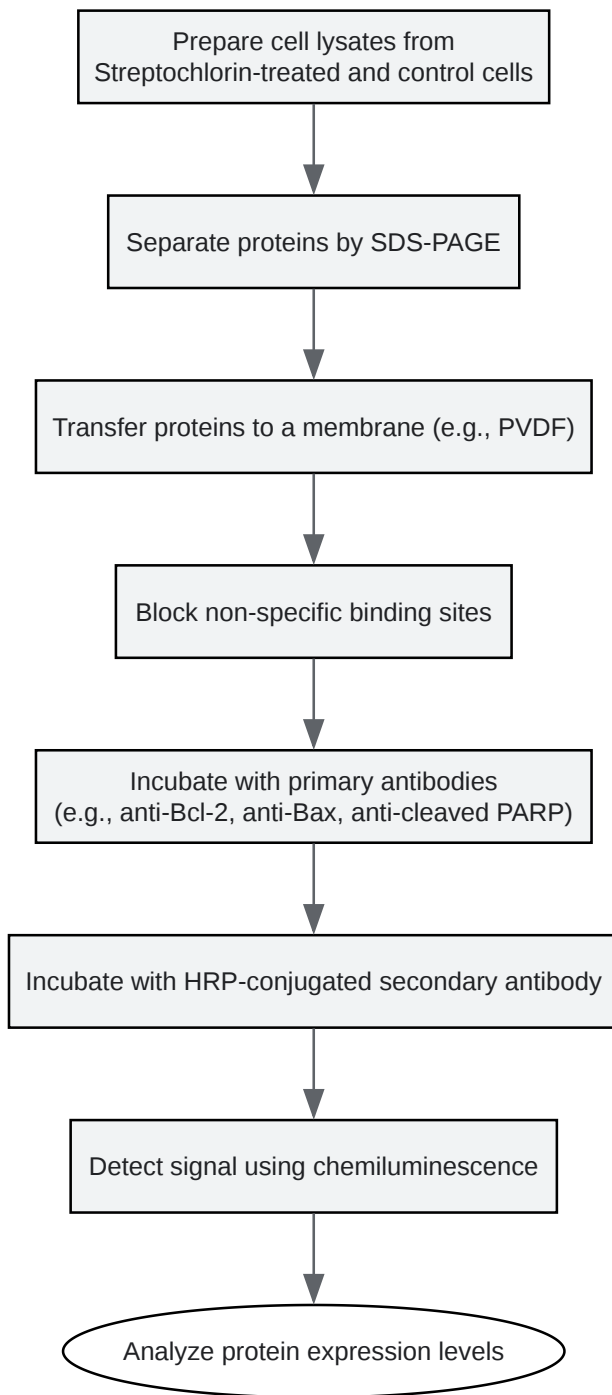 Prepare cell lysates from
Streptochlorin-treated and control cells
Separate proteins by SDS-PAGE
Transfer proteins to a membrane (e.g., PVDF)
Block non-specific binding sites
Incubate with primary antibodies
(e.g., anti-Bcl-2, anti-Bax, anti-cleaved PARP)
Incubate with HRP-conjugated secondary antibody
Detect signal using chemiluminescence
Analyze protein expression levels